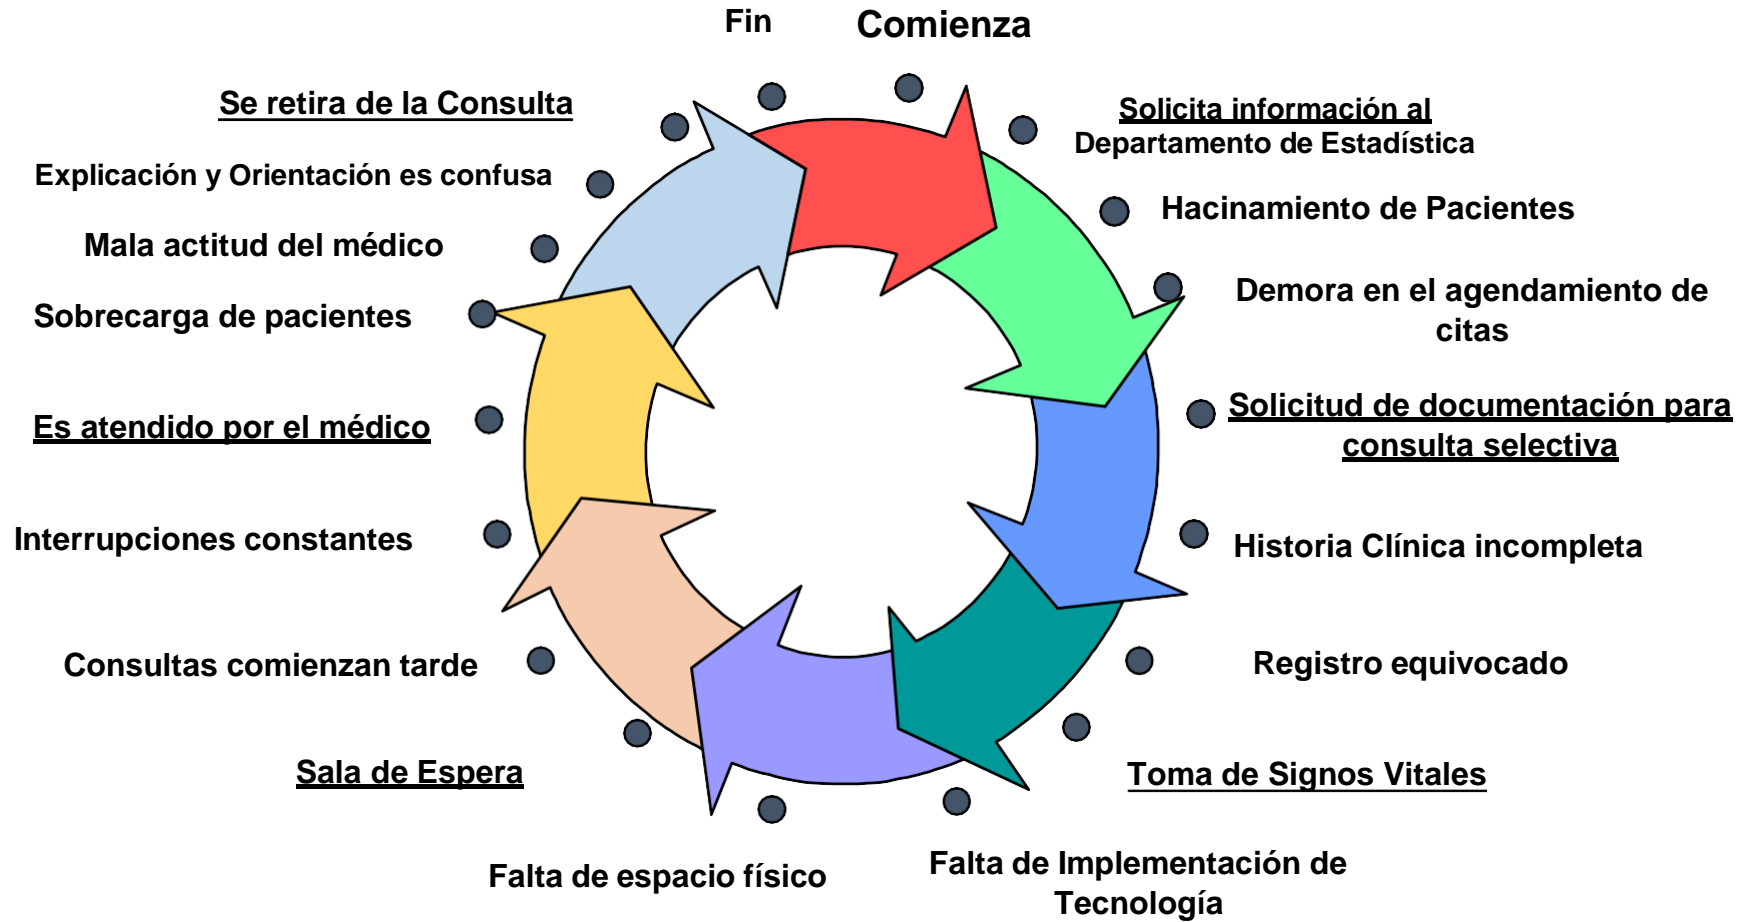 Fin
Comienza
Solicita información al
Departamento de Estadística
Hacinamiento de Pacientes
Demora en el agendamiento de
citas
Solicitud de documentación para
consulta selectiva
Historia Clínica incompleta
Registro equivocado
Toma de Signos Vitales
Falta de Implementación de
Tecnología
Falta de espacio físico
Sala de Espera
Consultas comienzan tarde
Interrupciones constantes
Es atendido por el médico
Sobrecarga de pacientes
Mala actitud del médico
Explicación y Orientación es confusa
Se retira de la Consulta